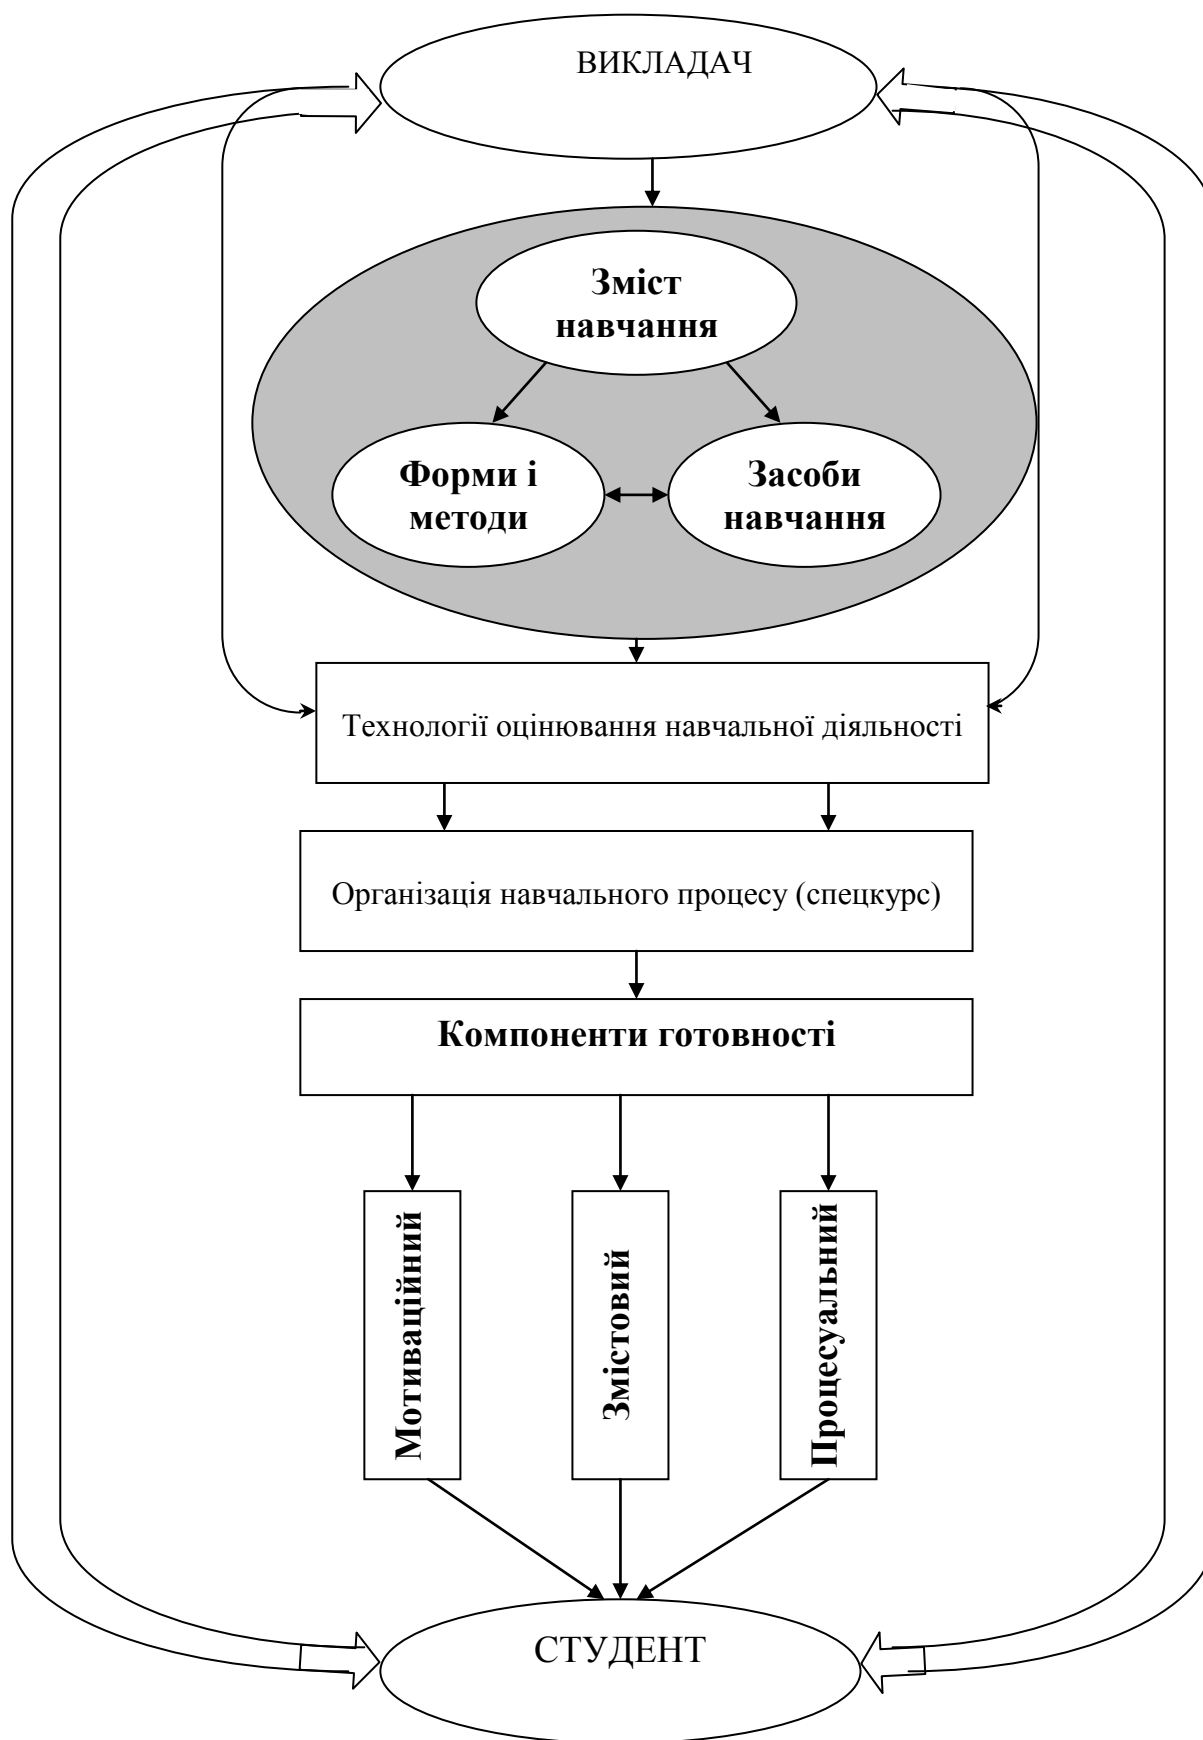 ВИКЛАДАЧ
Зміст
навчання
Форми і
методи
Засоби
навчання
Технології оцінювання навчальної діяльності
Організація навчального процесу (спецкурс)
Компоненти готовності
Мотиваційний
Змістовий
Процесуальний
СТУДЕНТ